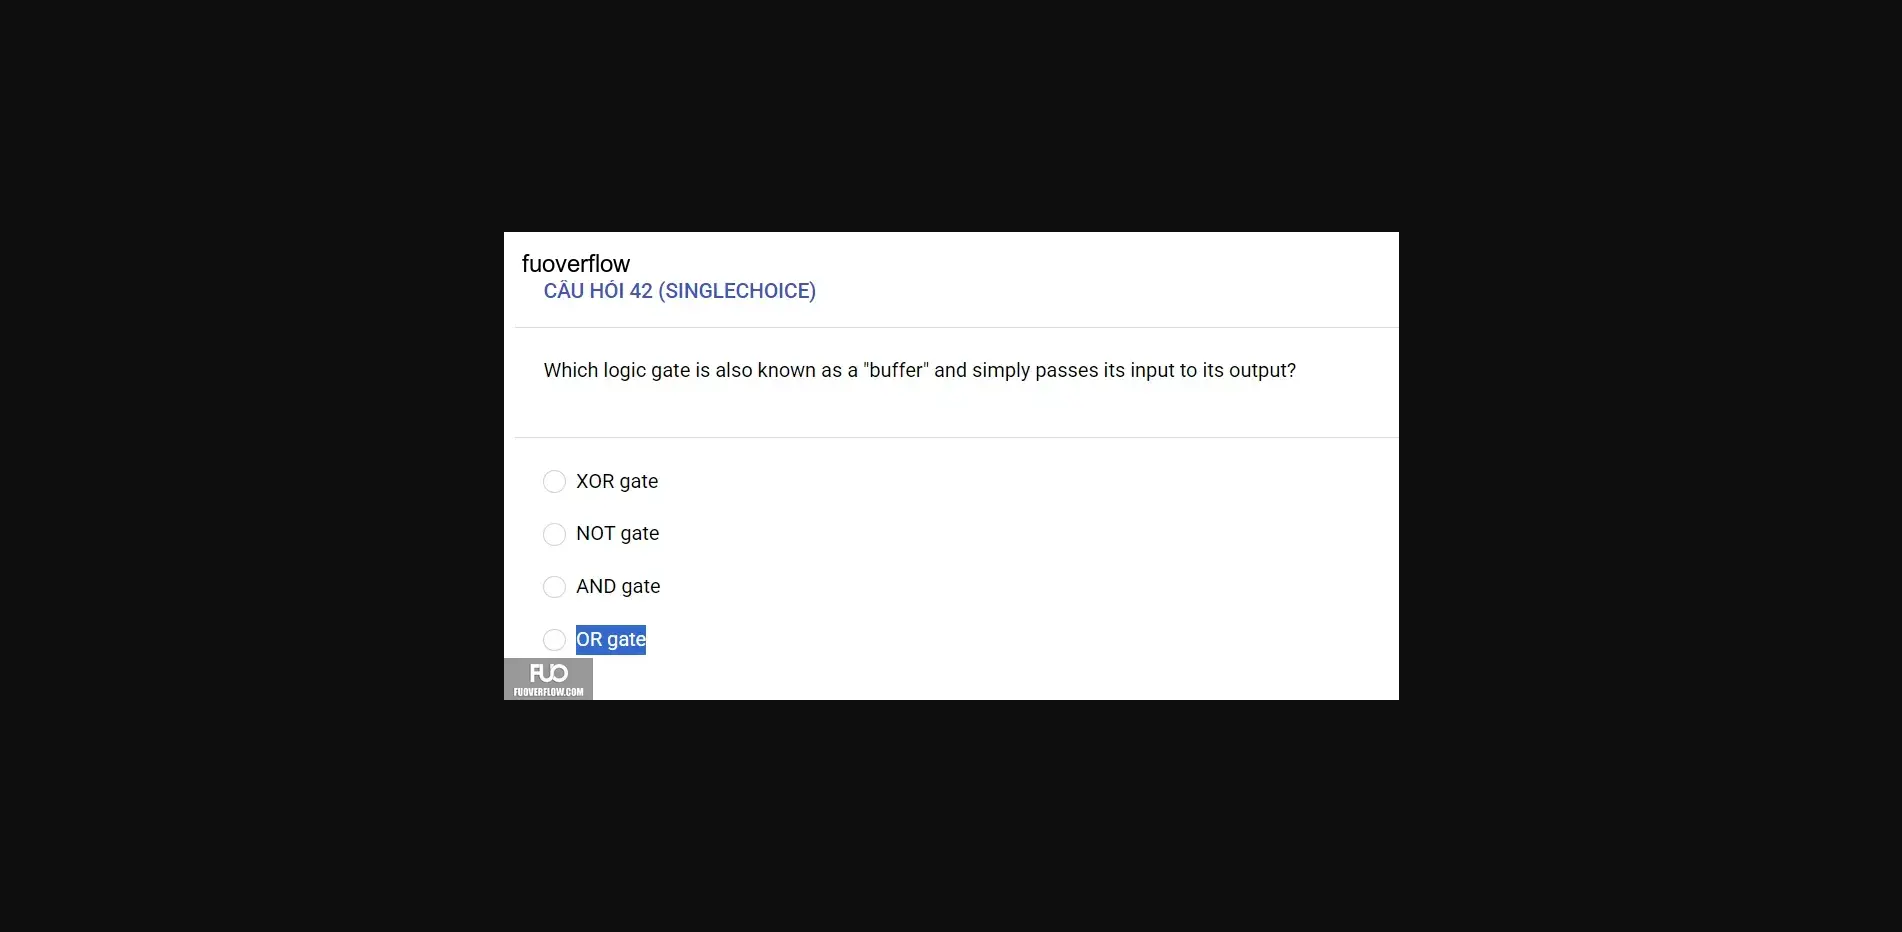 fuoverflow
CÂU HỎI 42 (SINGLECHOICE)
Which logic gate is also known as a "buffer" and simply passes its input to its output?
XOR gate
NOT gate
AND gate
OR gate
FUO
FUOVERFLOW.COM